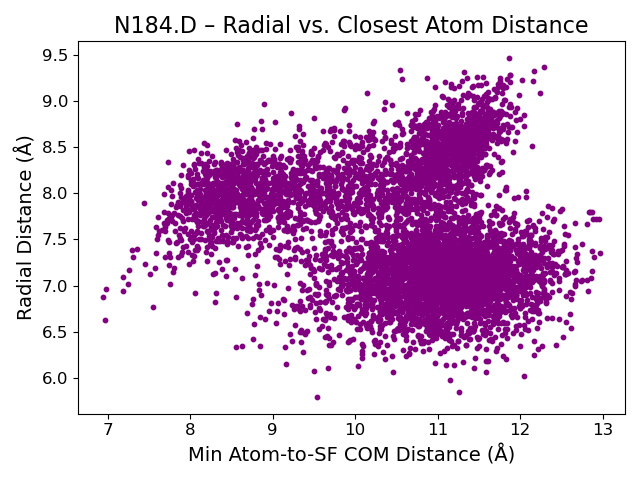 N184.D – Radial vs. Closest Atom Distance
Radial Distance (Å)
9.5
9.0
8.5
8.0
7.5
7.0
6.5
6.0
7 8 9 10 11 12 13
Min Atom-to-SF COM Distance (Å)